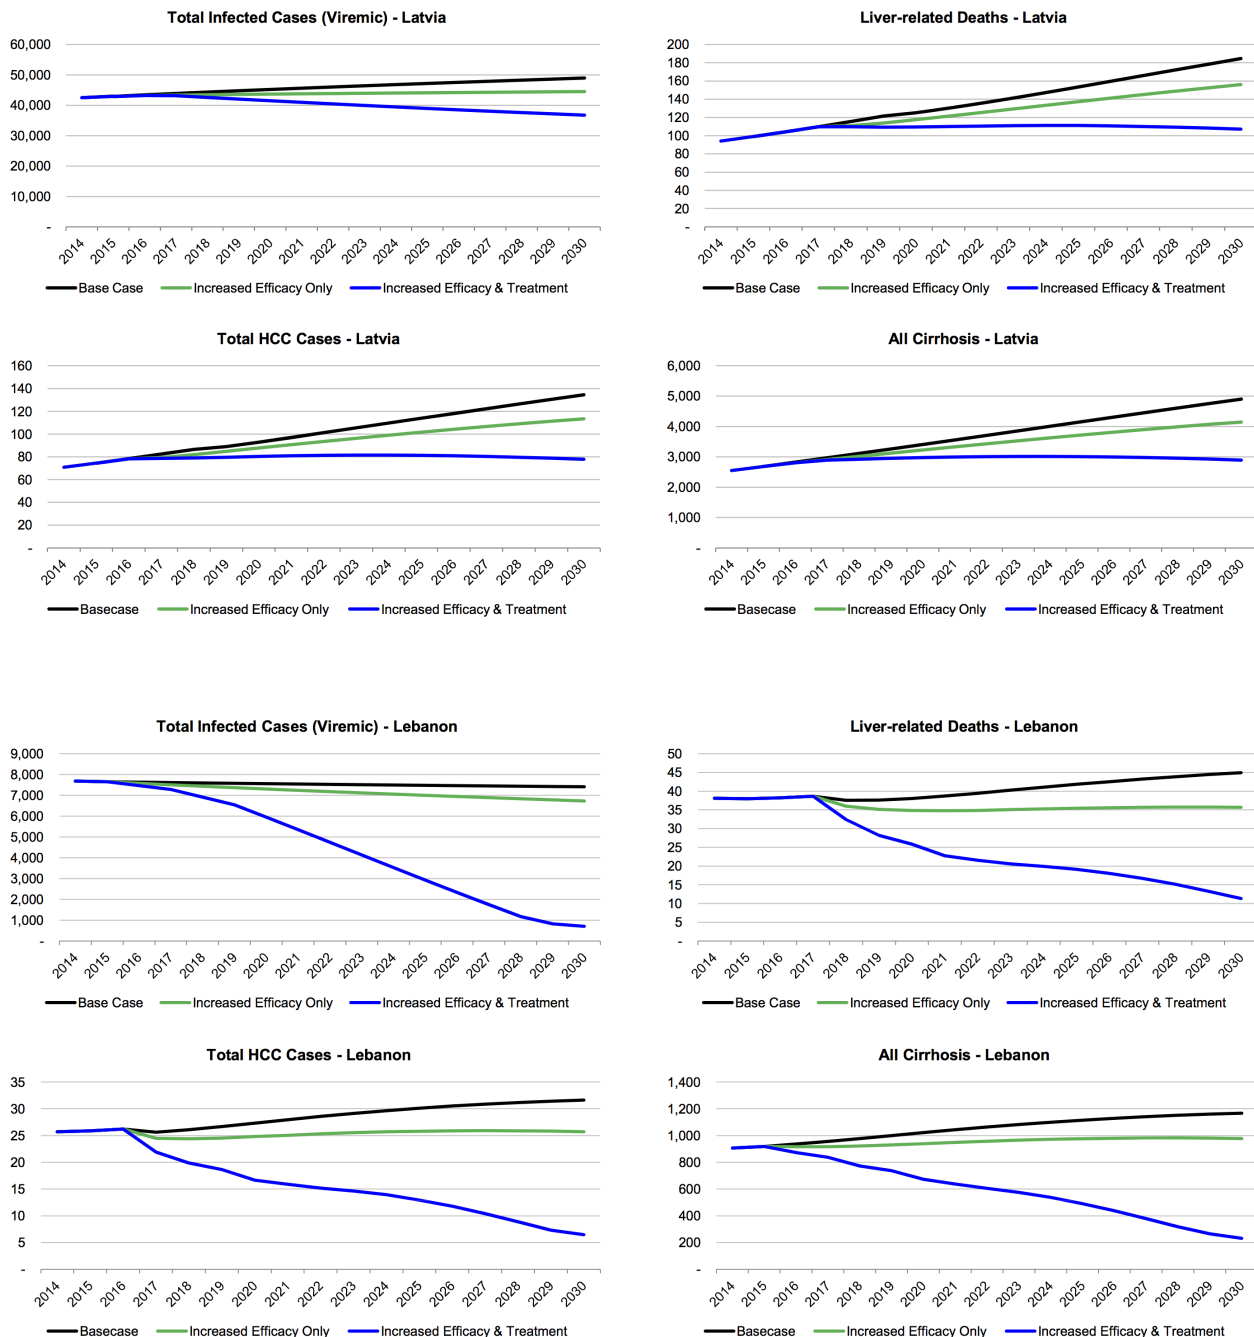 Total Infected Cases (Viremic) - Latvia
60,000
50,000
40,000
30,000
20,000
10,000
-
2014 2015 2016 2017 2018 2019 2020 2021 2022 2023 2024 2025 2026 2027 2028 2029 2030
Base Case Increased Efficacy Only Increased Efficacy & Treatment
Liver-related Deaths - Latvia
200
180
160
140
120
100
80
60
40
20
-
2014 2015 2016 2017 2018 2019 2020 2021 2022 2023 2024 2025 2026 2027 2028 2029 2030
Base Case Increased Efficacy Only Increased Efficacy & Treatment
Total HCC Cases - Latvia
160
140
120
100
80
60
40
20
-
2014 2015 2016 2017 2018 2019 2020 2021 2022 2023 2024 2025 2026 2027 2028 2029 2030
Basecase Increased Efficacy Only Increased Efficacy & Treatment
All Cirrhosis - Latvia
6,000
5,000
4,000
3,000
2,000
1,000
-
2014 2015 2016 2017 2018 2019 2020 2021 2022 2023 2024 2025 2026 2027 2028 2029 2030
Basecase Increased Efficacy Only Increased Efficacy & Treatment
Total Infected Cases (Viremic) - Lebanon
9,000
8,000
7,000
6,000
5,000
4,000
3,000
2,000
1,000
-
2014 2015 2016 2017 2018 2019 2020 2021 2022 2023 2024 2025 2026 2027 2028 2029 2030
Base Case Increased Efficacy Only Increased Efficacy & Treatment
Liver-related Deaths - Lebanon
50
45
40
35
30
25
20
15
10
5
-
2014 2015 2016 2017 2018 2019 2020 2021 2022 2023 2024 2025 2026 2027 2028 2029 2030
Base Case Increased Efficacy Only Increased Efficacy & Treatment
Total HCC Cases - Lebanon
35
30
25
20
15
10
5
-
2014 2015 2016 2017 2018 2019 2020 2021 2022 2023 2024 2025 2026 2027 2028 2029 2030
Basecase Increased Efficacy Only Increased Efficacy & Treatment
All Cirrhosis - Lebanon
1,400
1,200
1,000
800
600
400
200
-
2014 2015 2016 2017 2018 2019 2020 2021 2022 2023 2024 2025 2026 2027 2028 2029 2030
Basecase Increased Efficacy Only Increased Efficacy & Treatment